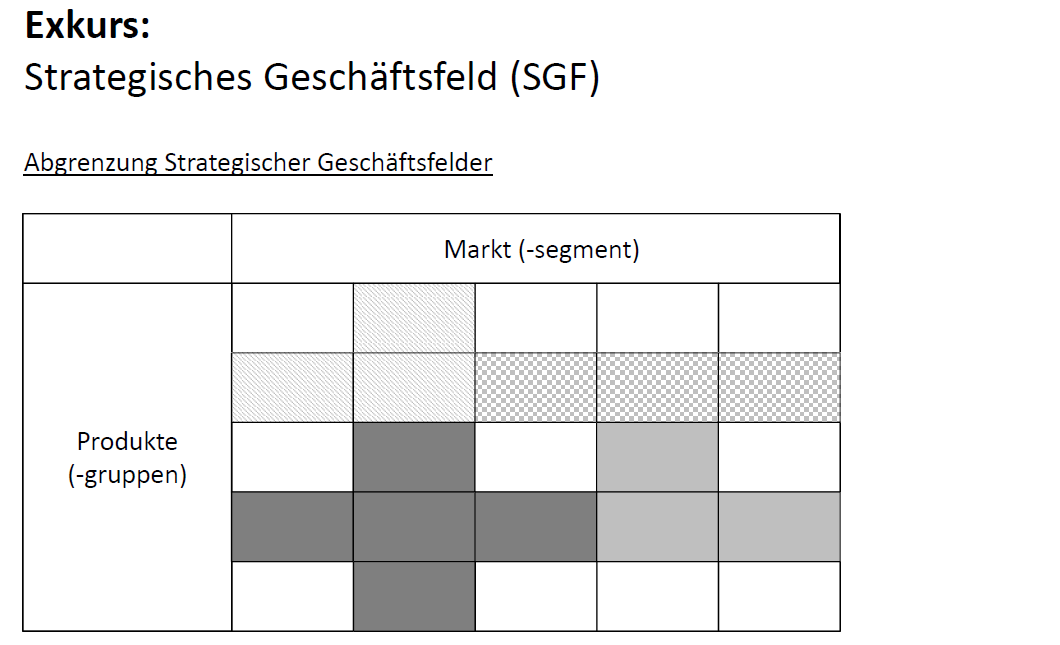 Exkurs:
Strategisches Geschäftsfeld (SGF)
Abgrenzung Strategischer Geschäftsfelder
Markt (-segment)
Produkte
(-gruppen)